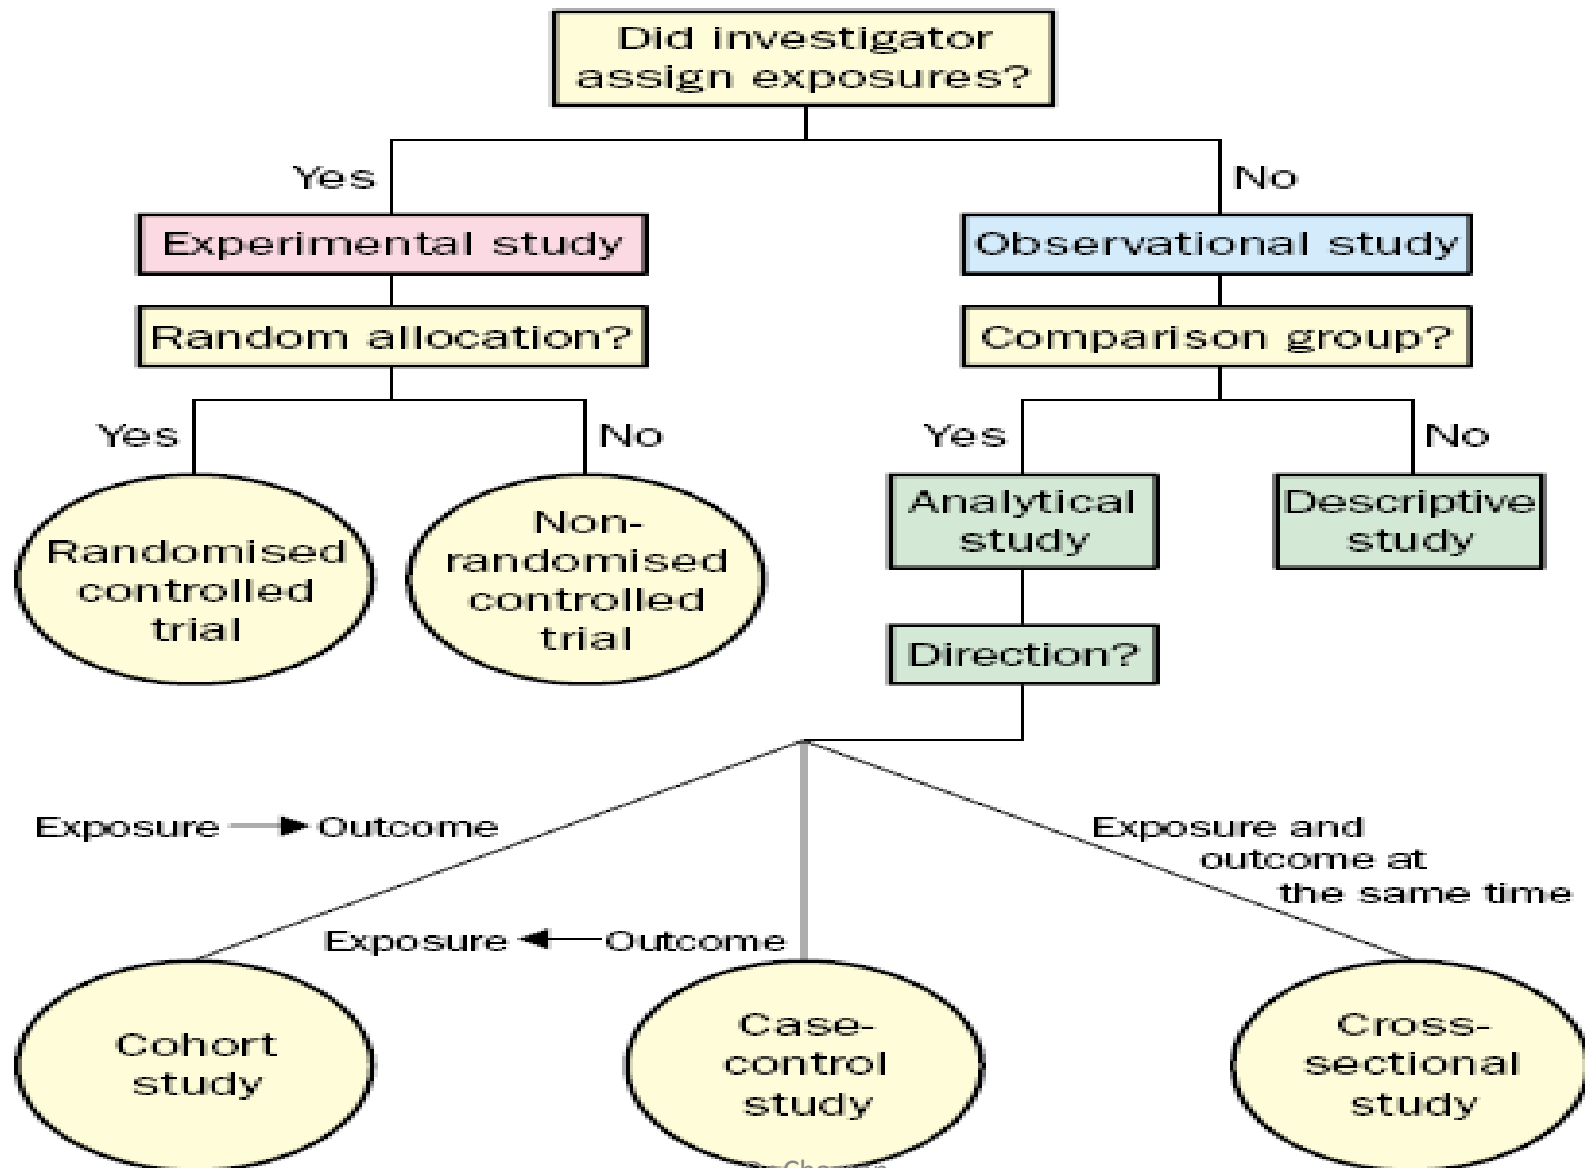 Did investigator
assign exposures?
Yes
No
Experimental study
Observational study
Random allocation?
Comparison group?
Yes
No
Yes
No
Randomised
controlled
trial
Non-
randomised
controlled
trial
Analytical
study
Descriptive
study
Direction?
Exposure
Outcome
Exposure and
outcome at
the same time
Exposure
Outcome
Cohort
study
Case-
control
study
Cross-
sectional
study